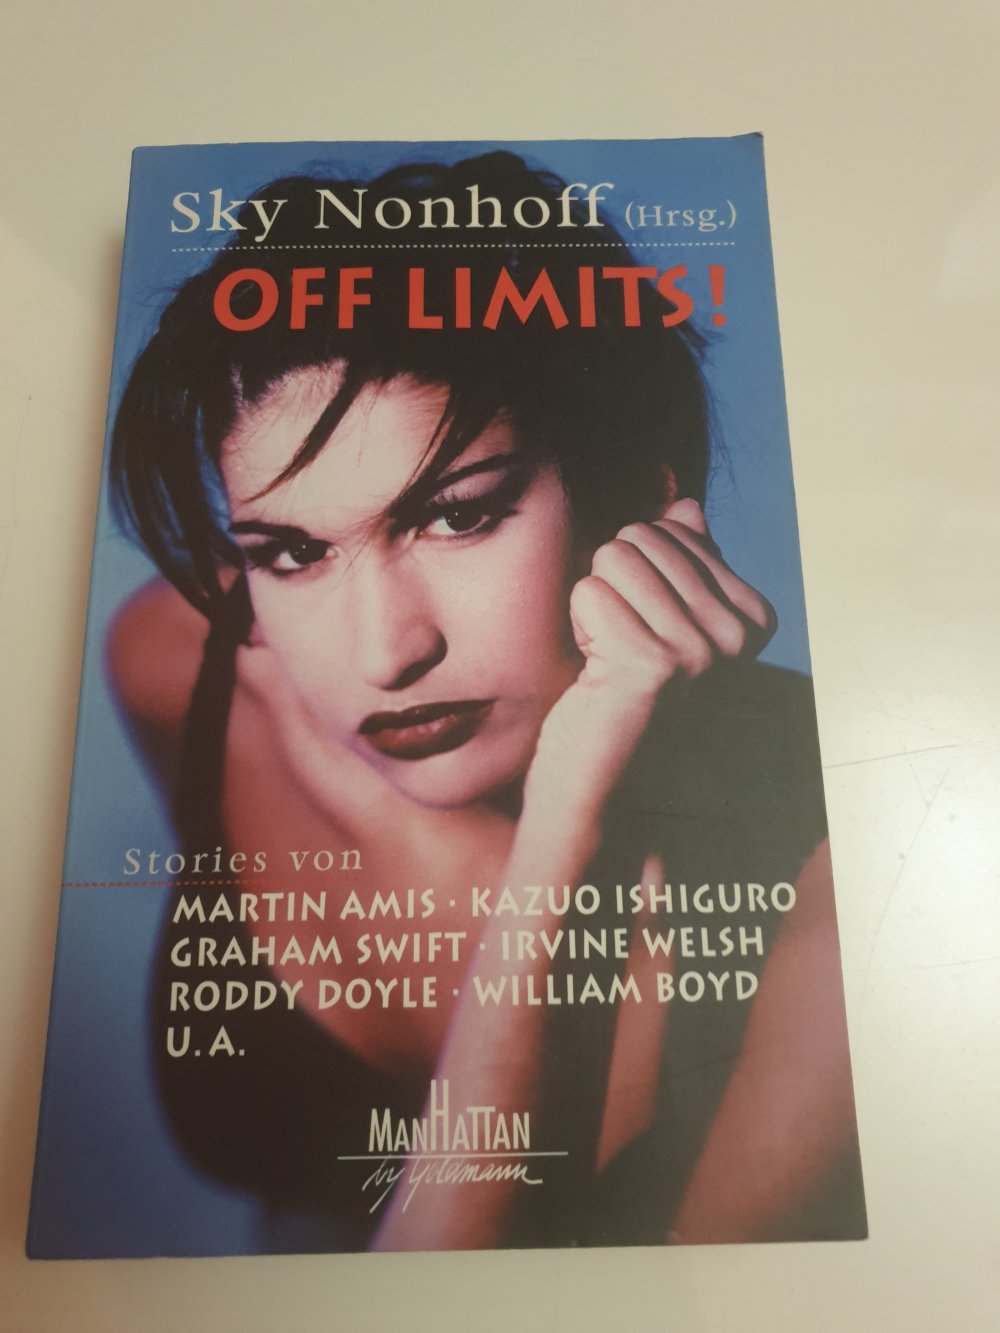 Sky Nonhoff (Hrsg.)
OFF LIMITS!
Stories von
MARTIN AMIS · KAZUO ISHIGURO
GRAHAM SWIFT · IRVINE WELSH
RODDY DOYLE · WILLIAM BOYD
U. A.
MANHATTAN
by Goldmann